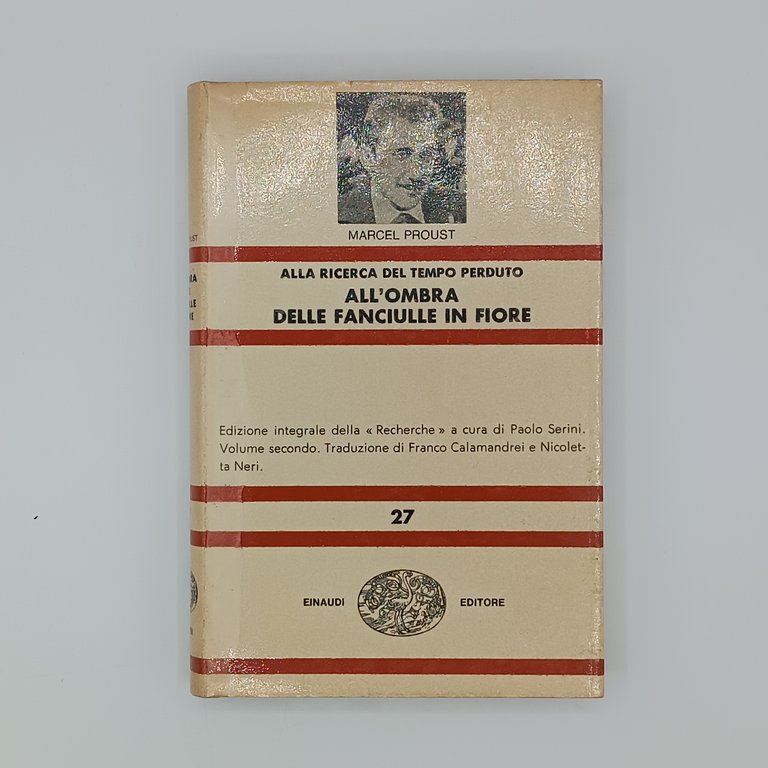 MARCEL PROUST
ALLA RICERCA DEL TEMPO PERDUTO
ALL'OMBRA
DELLE FANCIULLE IN FIORE
Edizione integrale della « Recherche » a cura di Paolo Serini.
Volume secondo. Traduzione di Franco Calamandrei e Nicolet-
ta Neri.
27
EINAUDI EDITORE